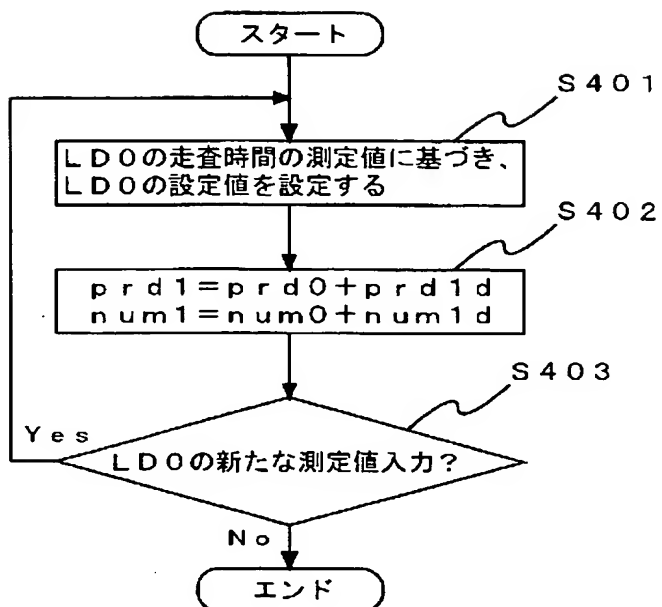 スタート
S401
LD0の走査時間の測定値に基づき、
LD0の設定値を設定する
S402
prd1=prd0+prd1d
num1=num0+num1d
S403
Yes
LD0の新たな測定値入力?
No
エンド